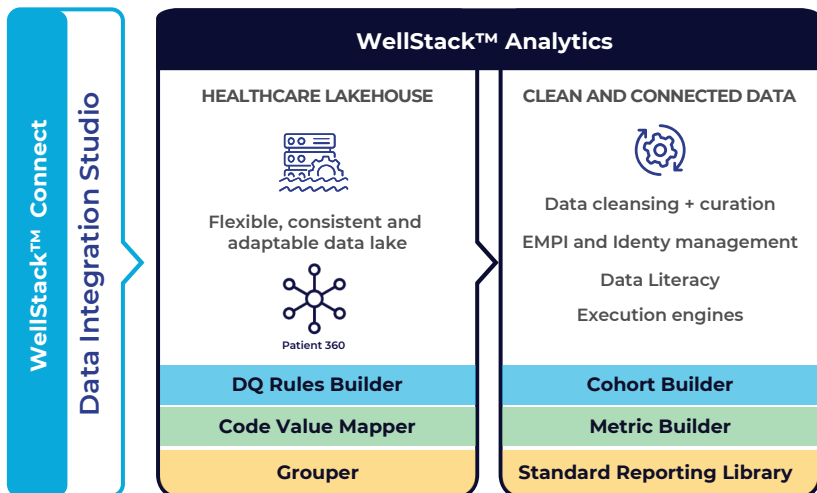 WellStack™ Connect
Data Integration Studio
WellStack™ Analytics
HEALTHCARE LAKEHOUSE
Flexible, consistent and
adaptable data lake
Patient 360
DQ Rules Builder
Code Value Mapper
Grouper
CLEAN AND CONNECTED DATA
Data cleansing + curation
EMPI and Identy management
Data Literacy
Execution engines
Cohort Builder
Metric Builder
Standard Reporting Library